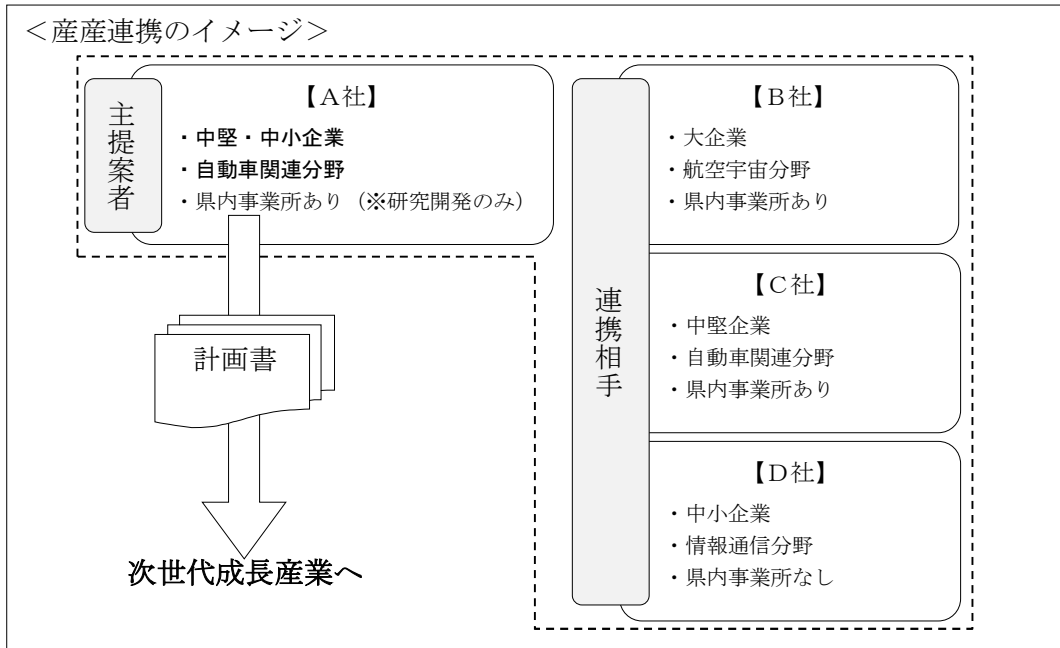 ＜産産連携のイメージ＞
主提案者
【Ａ社】
・中堅・中小企業
・自動車関連分野
・県内事業所あり（※研究開発のみ）
計画書
次世代成長産業へ
連携相手
【Ｂ社】
・大企業
・航空宇宙分野
・県内事業所あり
【Ｃ社】
・中堅企業
・自動車関連分野
・県内事業所あり
【Ｄ社】
・中小企業
・情報通信分野
・県内事業所なし